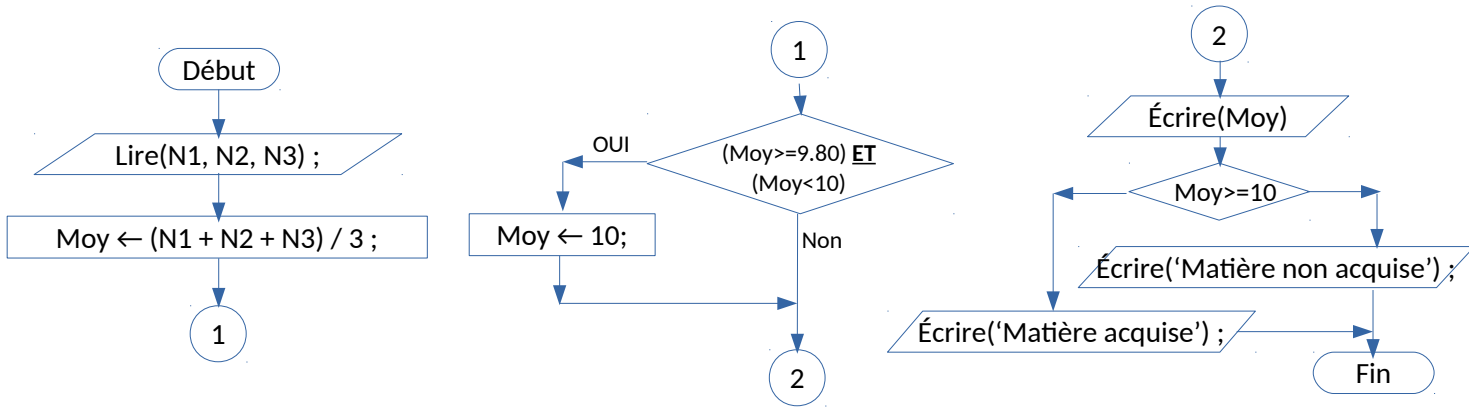 Début
Lire(N1, N2, N3) ;
Moy ← (N1 + N2 + N3) / 3 ;
1
1
OUI
(Moy>=9.80) ET
(Moy<10)
Moy ← 10;
Non
2
2
Écrire(Moy)
Moy>=10
Écrire(‘Matière non acquise’) ;
Écrire(‘Matière acquise’) ;
Fin